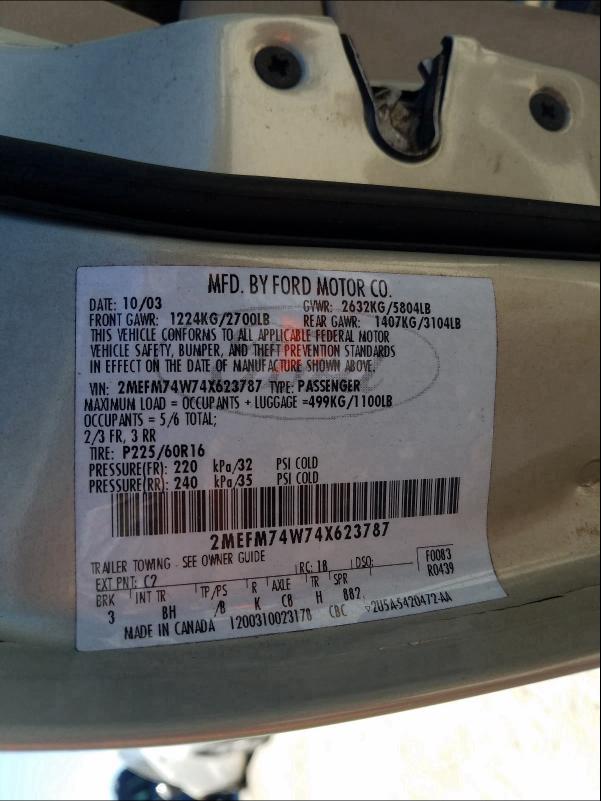 MFD. BY FORD MOTOR CO.
DATE: 10/03 GVWR: 2632KG/5804LB
FRONT GAWR: 1224KG/2700LB REAR GAWR: 1407KG/3104LB
THIS VEHICLE CONFORMS TO ALL APPLICABLE FEDERAL MOTOR
VEHICLE SAFETY, BUMPER, AND THEFT PREVENTION STANDARDS
IN EFFECT ON THE DATE OF MANUFACTURE SHOWN ABOVE.
VIN: 2MEFM74W74X623787 TYPE: PASSENGER
MAXIMUM LOAD = OCCUPANTS + LUGGAGE =499KG/1100LB
OCCUPANTS = 5/6 TOTAL;
2/3 FR, 3 RR
TIRE: P225/60R16
PRESSURE(FR) 220 kPa/32 PSI COLD
PRESSURE(RR) 240 kPa/35 PSI COLD
2MEFM74W74X623787
TRAILER TOWING - SEE OWNER GUIDE
F0083
EXT PNT: C2 RC: 18 DSO: R0439
BRK INT TR TP/PS R AXLE TR SPR
3 BH /B K C8 H 882
MADE IN CANADA 1200310023178 CBC 2U5A-5420472-AA